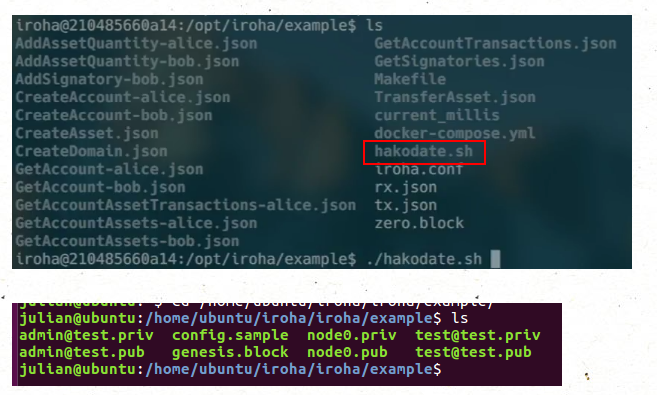 iroha@210485660a14:/opt/iroha/example$ ls
AddAssetQuantity-alice.json GetAccountTransactions.json
AddAssetQuantity-bob.json GetSignatories.json
AddSignatory-bob.json Makefile
CreateAccount-alice.json TransferAsset.json
CreateAccount-bob.json current_millis
CreateAsset.json docker-compose.yml
CreateDomain.json hakodate.sh
GetAccount-alice.json iroha.conf
GetAccount-bob.json rx.json
GetAccountAssetTransactions-alice.json tx.json
GetAccountAssets-alice.json zero.block
GetAccountAssets-bob.json
iroha@210485660a14:/opt/iroha/example$ ./hakodate.sh
julian@ubuntu:~$ cd /home/ubuntu/iroha/iroha/example/
julian@ubuntu:/home/ubuntu/iroha/iroha/example$ ls
admin@test.priv config.sample node0.priv test@test.priv
admin@test.pub genesis.block node0.pub test@test.pub
julian@ubuntu:/home/ubuntu/iroha/iroha/example$